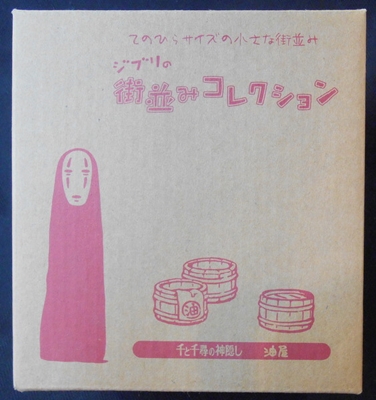 てのひらサイズの小さな街並み
ジブリの
街並みコレクション
油
千と千尋の神隠し 油屋